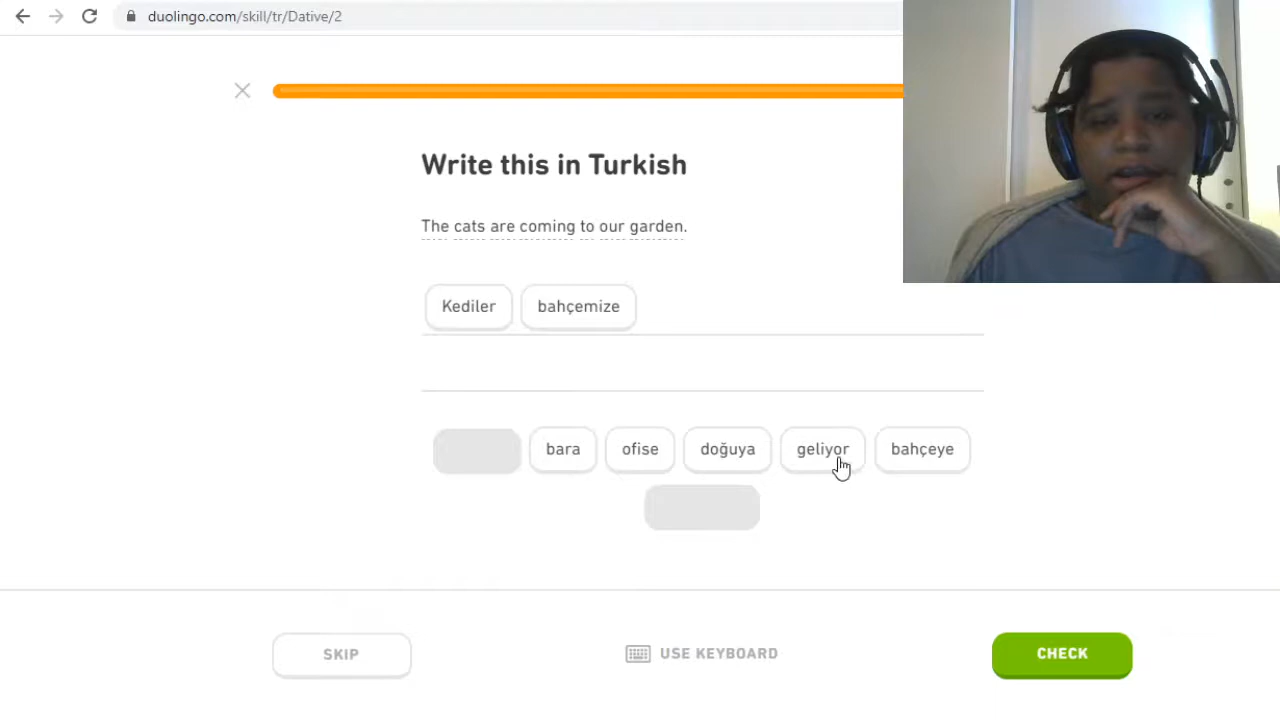 duolingo.com/skill/tr/Dative/2
Write this in Turkish
The cats are coming to our garden.
Kediler bahçemize
bara ofise doğuya geliyor bahçeye
SKIP USE KEYBOARD CHECK